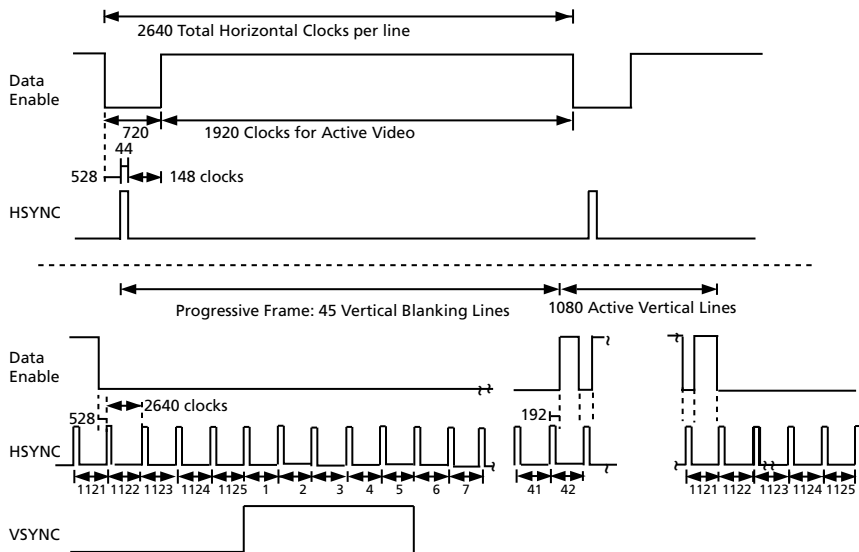 2640 Total Horizontal Clocks per line
Data
Enable
720
1920 Clocks for Active Video
44
528
148 clocks
HSYNC
Progressive Frame: 45 Vertical Blanking Lines
1080 Active Vertical Lines
Data
Enable
528
2640 clocks
192
HSYNC
1121 1122 1123 1124 1125 1 2 3 4 5 6 7 41 42 1121 1122 1123 1124 1125
VSYNC